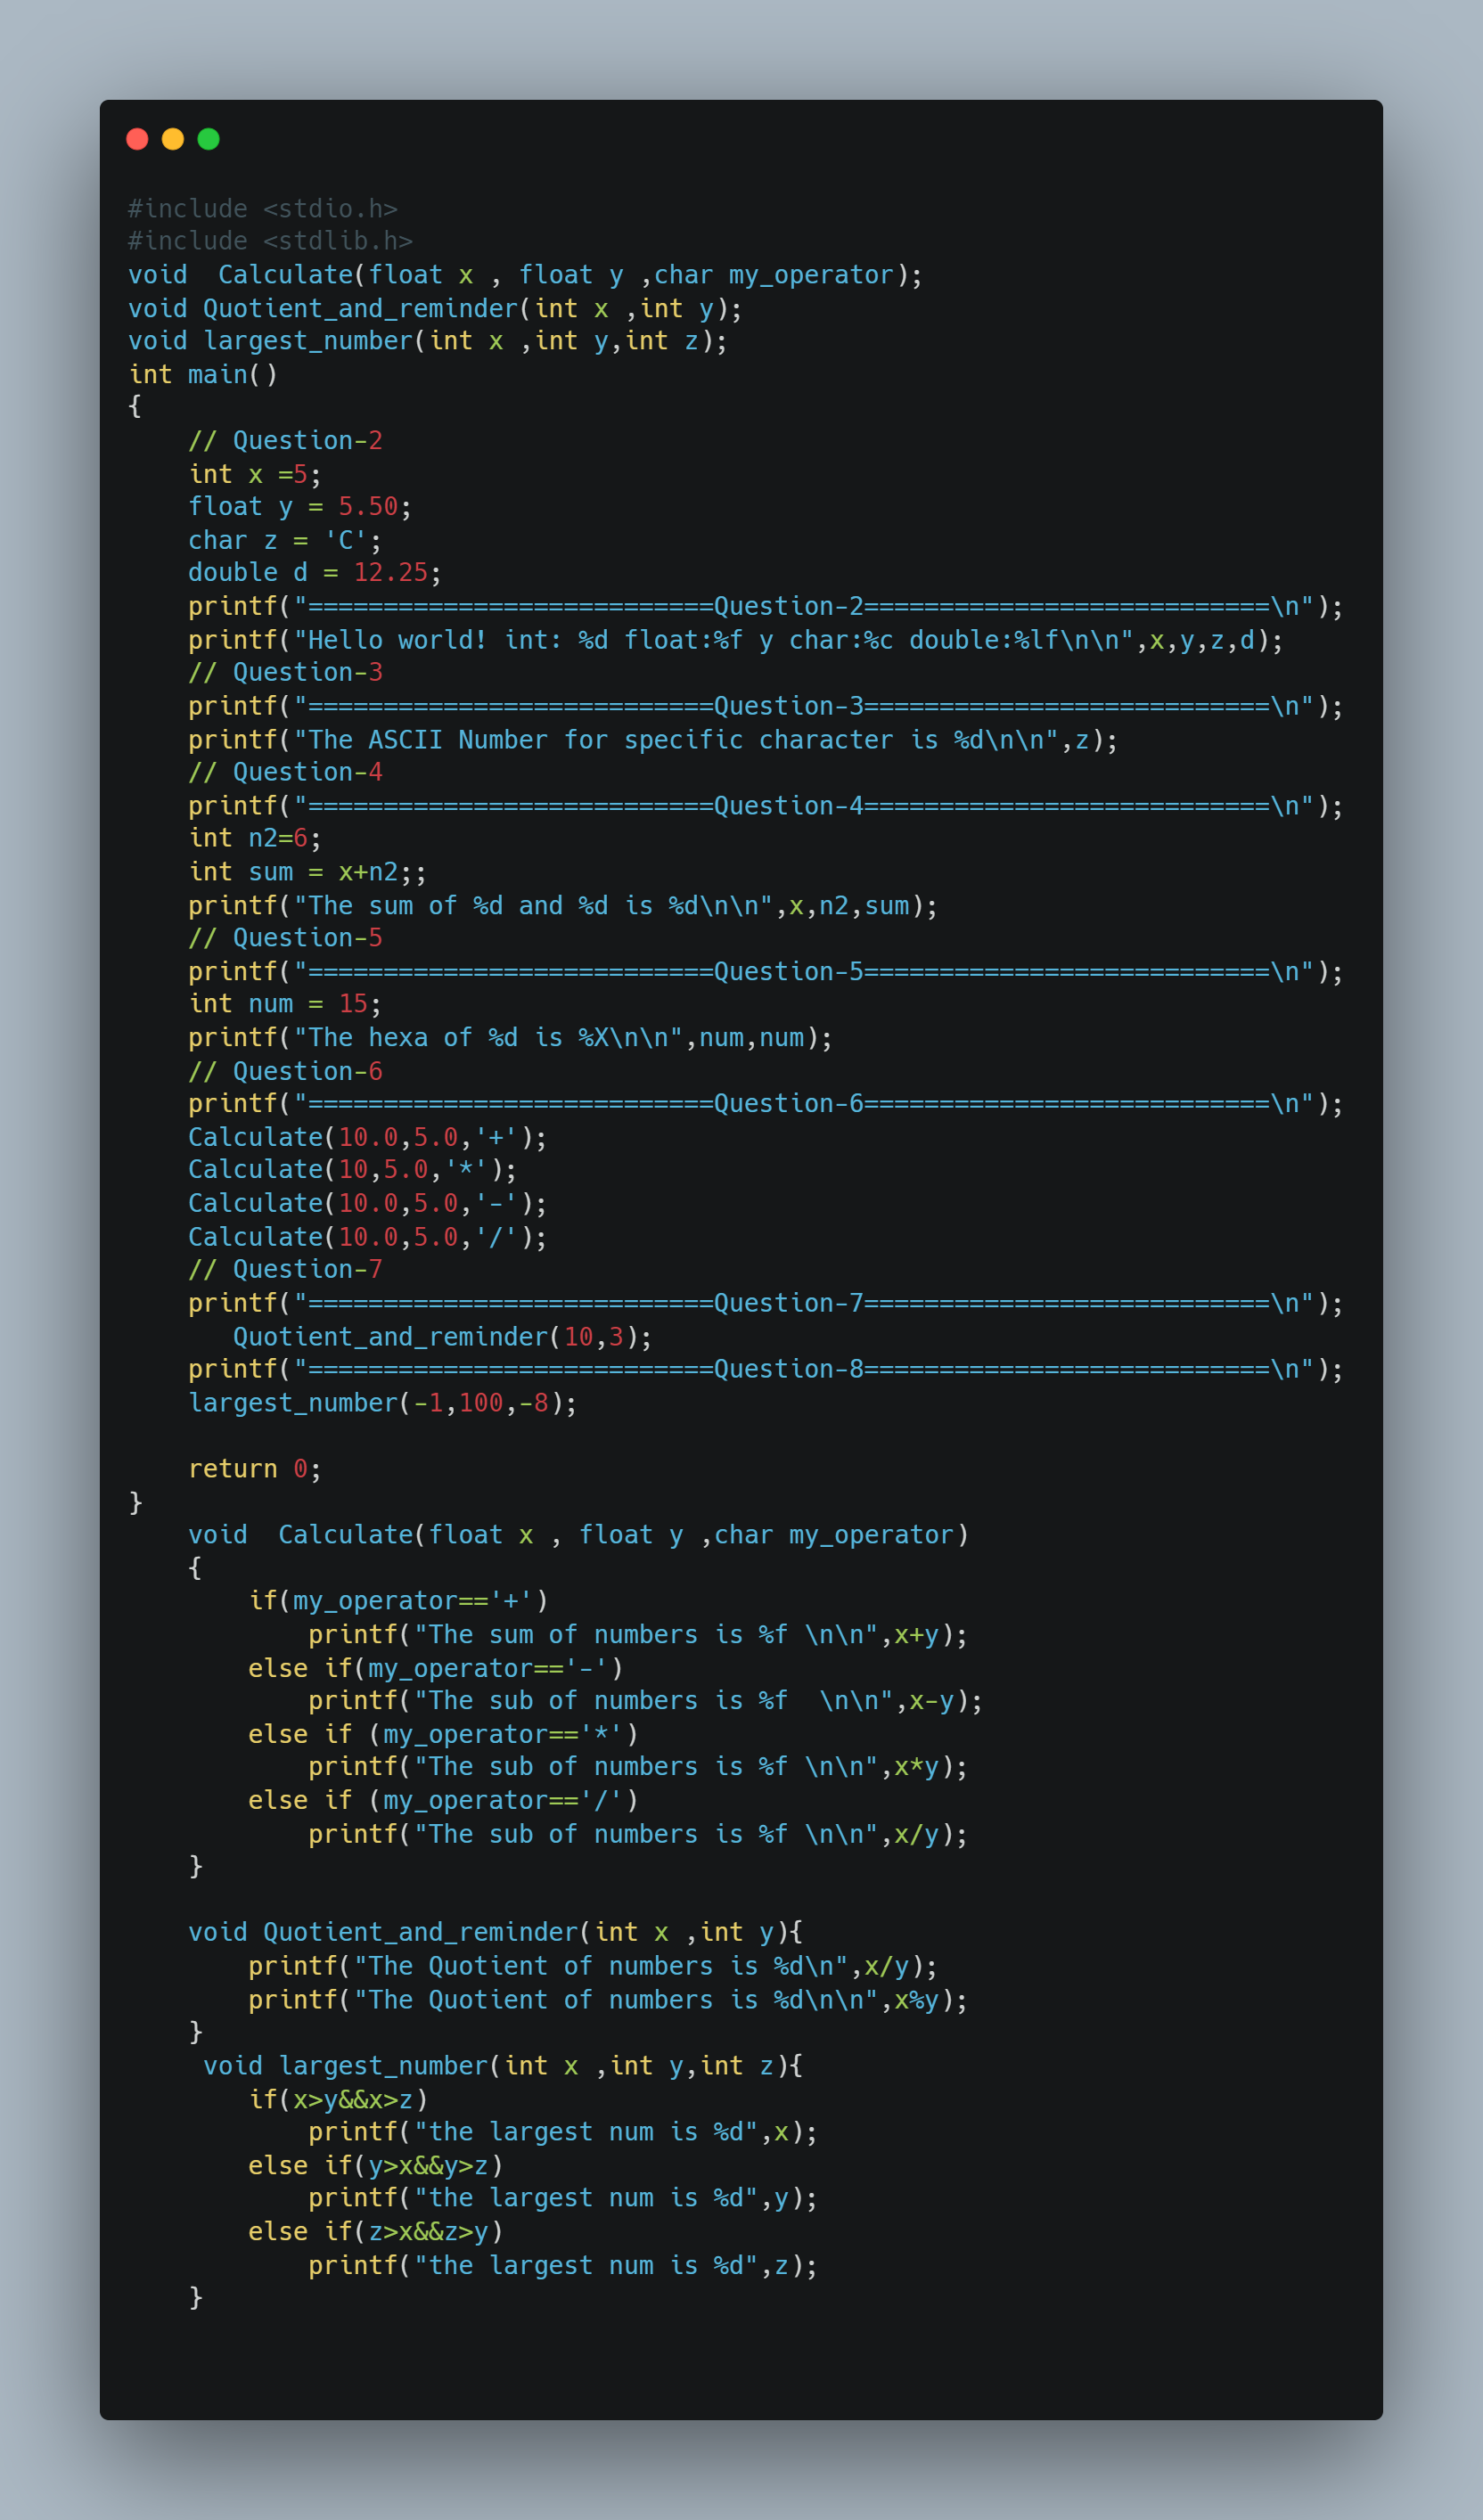 #include <stdio.h>
#include <stdlib.h>
void  Calculate(float x , float y ,char my_operator);
void Quotient_and_reminder(int x ,int y);
void largest_number(int x ,int y,int z);
int main()
{
    // Question-2
    int x =5;
    float y = 5.50;
    char z = 'C';
    double d = 12.25;
    printf("===========================Question-2===========================\n");
    printf("Hello world! int: %d float:%f y char:%c double:%lf\n\n",x,y,z,d);
    // Question-3
    printf("===========================Question-3===========================\n");
    printf("The ASCII Number for specific character is %d\n\n",z);
    // Question-4
    printf("===========================Question-4===========================\n");
    int n2=6;
    int sum = x+n2;;
    printf("The sum of %d and %d is %d\n\n",x,n2,sum);
    // Question-5
    printf("===========================Question-5===========================\n");
    int num = 15;
    printf("The hexa of %d is %X\n\n",num,num);
    // Question-6
    printf("===========================Question-6===========================\n");
    Calculate(10.0,5.0,'+');
    Calculate(10,5.0,'*');
    Calculate(10.0,5.0,'-');
    Calculate(10.0,5.0,'/');
    // Question-7
    printf("===========================Question-7===========================\n");
       Quotient_and_reminder(10,3);
    printf("===========================Question-8===========================\n");
    largest_number(-1,100,-8);

    return 0;
}
    void  Calculate(float x , float y ,char my_operator)
    {
        if(my_operator=='+')
            printf("The sum of numbers is %f \n\n",x+y);
        else if(my_operator=='-')
            printf("The sub of numbers is %f  \n\n",x-y);
        else if (my_operator=='*')
            printf("The sub of numbers is %f \n\n",x*y);
        else if (my_operator=='/')
            printf("The sub of numbers is %f \n\n",x/y);
    }

    void Quotient_and_reminder(int x ,int y){
        printf("The Quotient of numbers is %d\n",x/y);
        printf("The Quotient of numbers is %d\n\n",x%y);
    }
     void largest_number(int x ,int y,int z){
        if(x>y&&x>z)
            printf("the largest num is %d",x);
        else if(y>x&&y>z)
            printf("the largest num is %d",y);
        else if(z>x&&z>y)
            printf("the largest num is %d",z);
    }